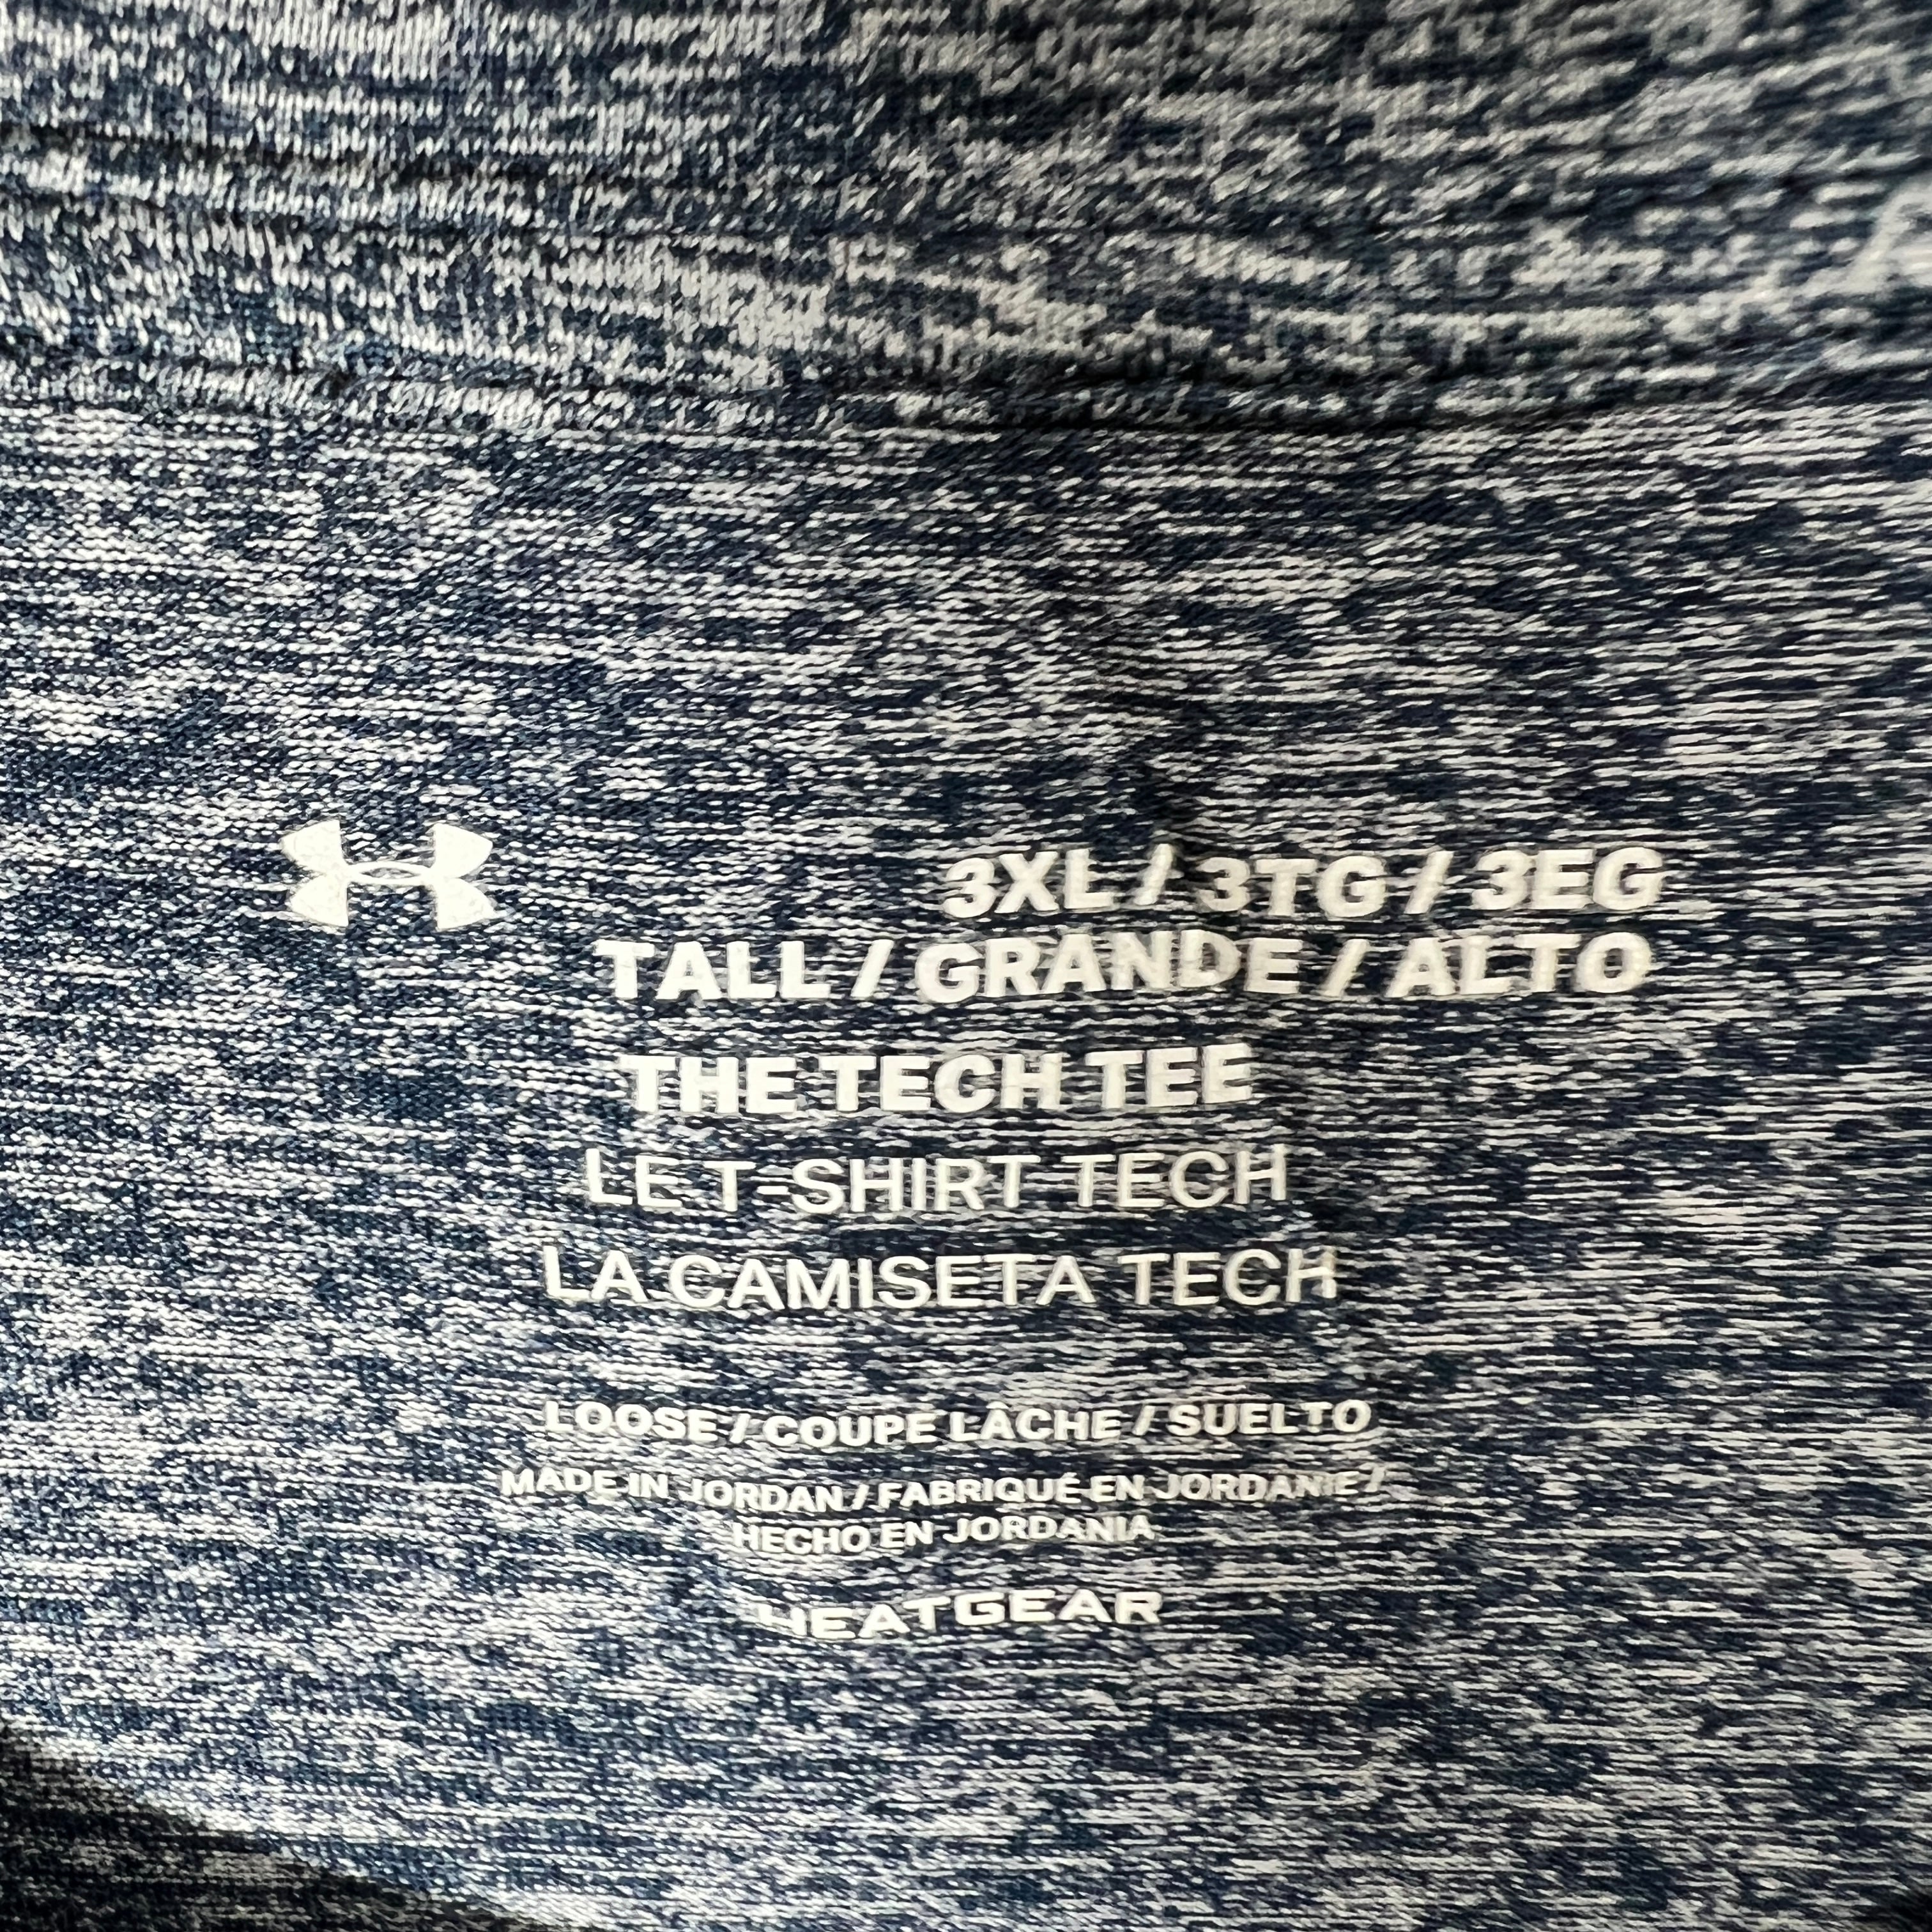 3XL / 3TG / 3EG
TALL / GRANDE / ALTO
THE TECH TEE
LE T-SHIRT TECH
LA CAMISETA TECH
LOOSE / COUPE LÂCHE / SUELTO
MADE IN JORDAN / FABRIQUÉ EN JORDANIE /
HECHO EN JORDANIA
HEATGEAR